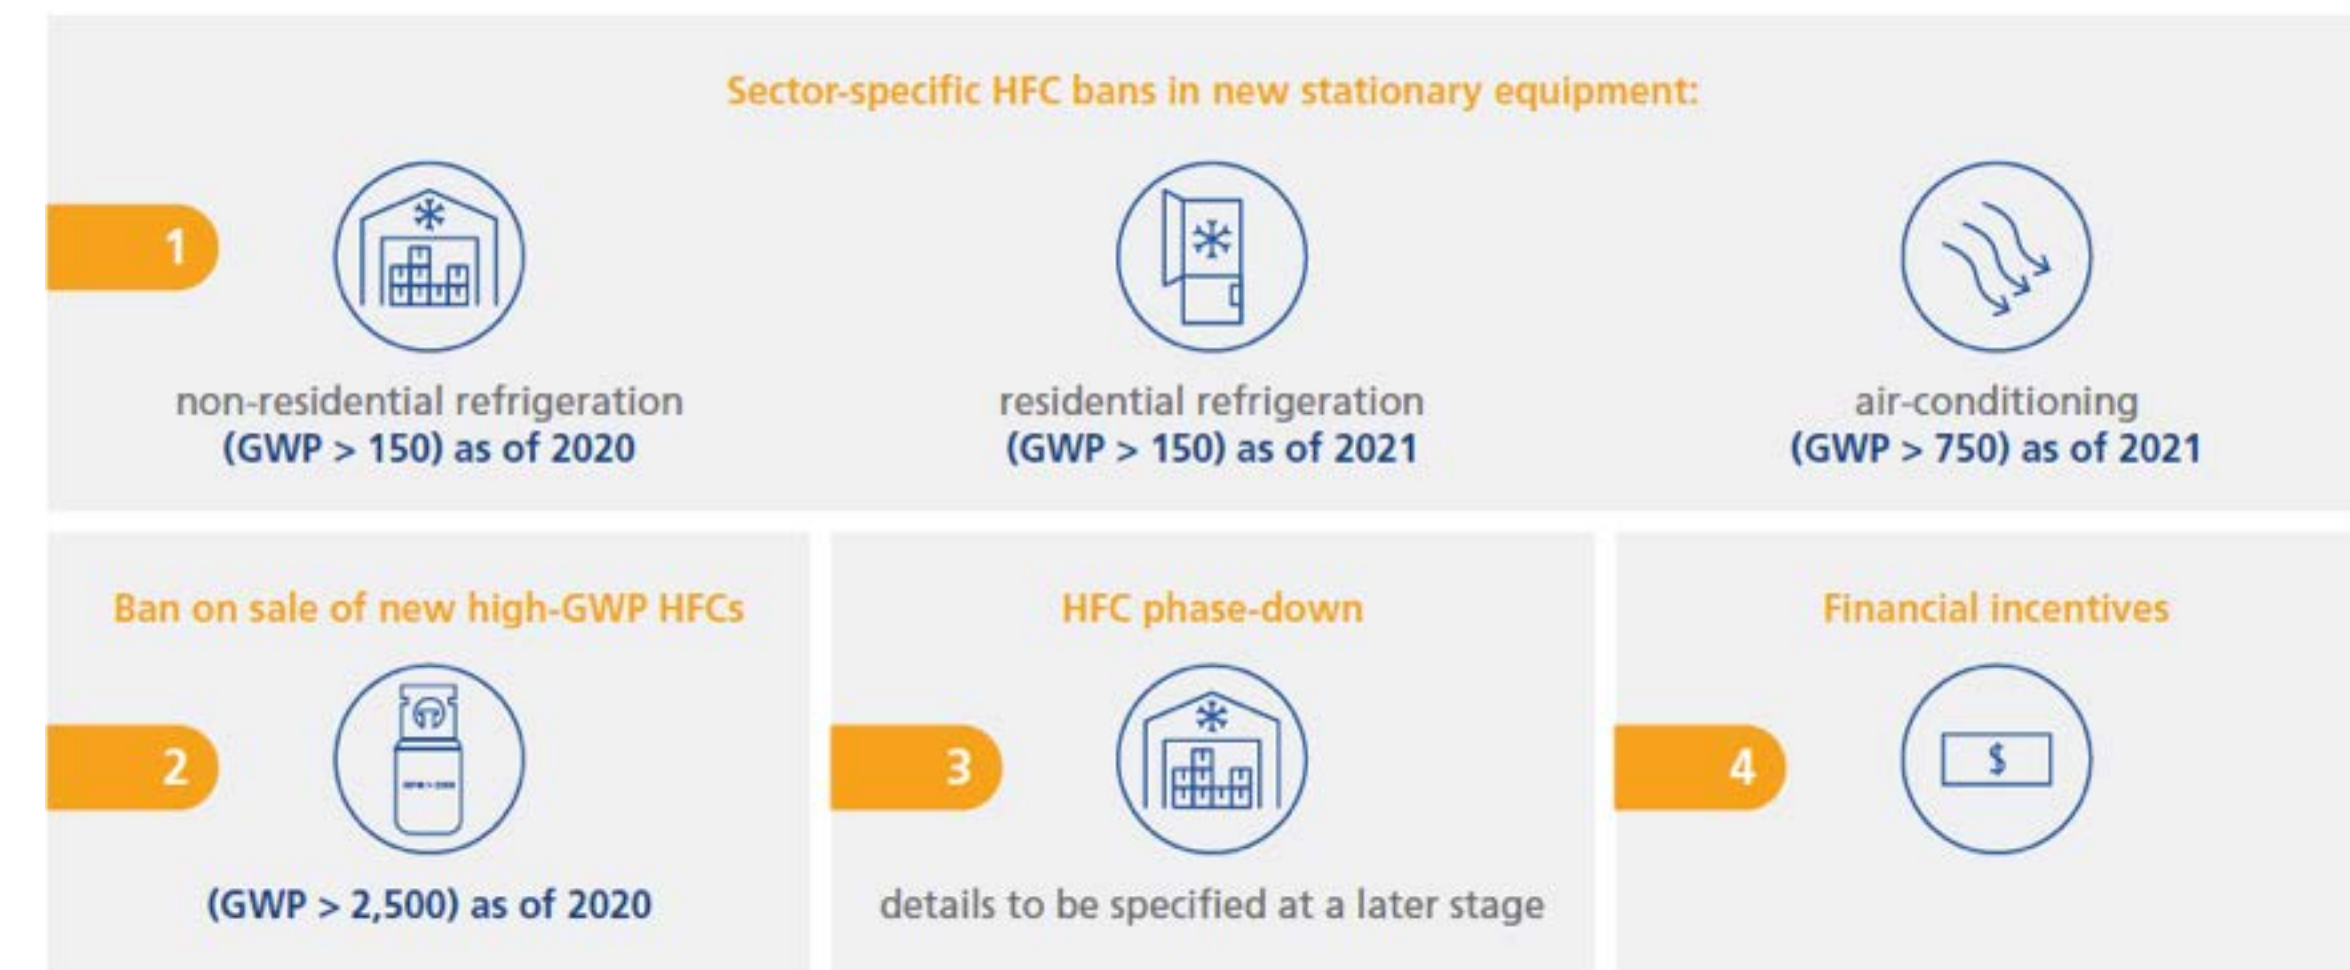 Sector-specific HFC bans in new stationary equipment:
1
non-residential refrigeration
(GWP > 150) as of 2020
residential refrigeration
(GWP > 150) as of 2021
air-conditioning
(GWP > 750) as of 2021
Ban on sale of new high-GWP HFCs
2
(GWP > 2,500) as of 2020
HFC phase-down
3
details to be specified at a later stage
Financial incentives
4
$